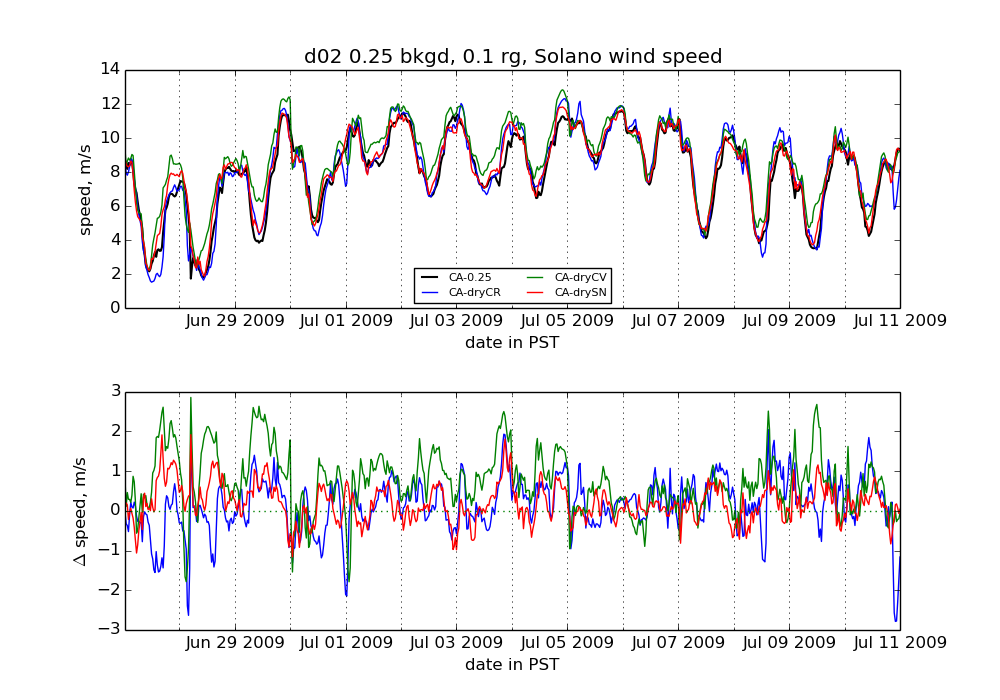 d02 0.25 bkgd, 0.1 rg, Solano wind speed
14
12
10
8
6
4
2
0
speed, m/s
CA-0.25
CA-dryCR
CA-dryCV
CA-drySN
Jun 29 2009
Jul 01 2009
Jul 03 2009
Jul 05 2009
Jul 07 2009
Jul 09 2009
Jul 11 2009
date in PST
3
2
1
0
−1
−2
−3
Δ speed, m/s
Jun 29 2009
Jul 01 2009
Jul 03 2009
Jul 05 2009
Jul 07 2009
Jul 09 2009
Jul 11 2009
date in PST